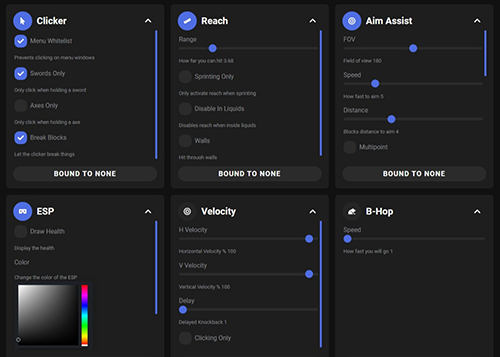 Clicker
Menu Whitelist
Prevents clicking on menu windows
Swords Only
Only click when holding a sword
Axes Only
Only click when holding a axe
Break Blocks
Let the clicker break things
BOUND TO NONE
Reach
Range
How far you can hit 3.68
Sprinting Only
Only activate reach when sprinting
Disable In Liquids
Disables reach when inside liquids
Walls
Hit through walls
BOUND TO NONE
Aim Assist
FOV
Field of view 180
Speed
How fast to aim 5
Distance
Blocks distance to aim 4
Multipoint
BOUND TO NONE
ESP
Draw Health
Display the health
Color
Change the color of the ESP
Velocity
H Velocity
Horizontal Velocity % 100
V Velocity
Vertical Velocity % 100
Delay
Delayed Knockback 1
Clicking Only
B-Hop
Speed
How fast you will go 1